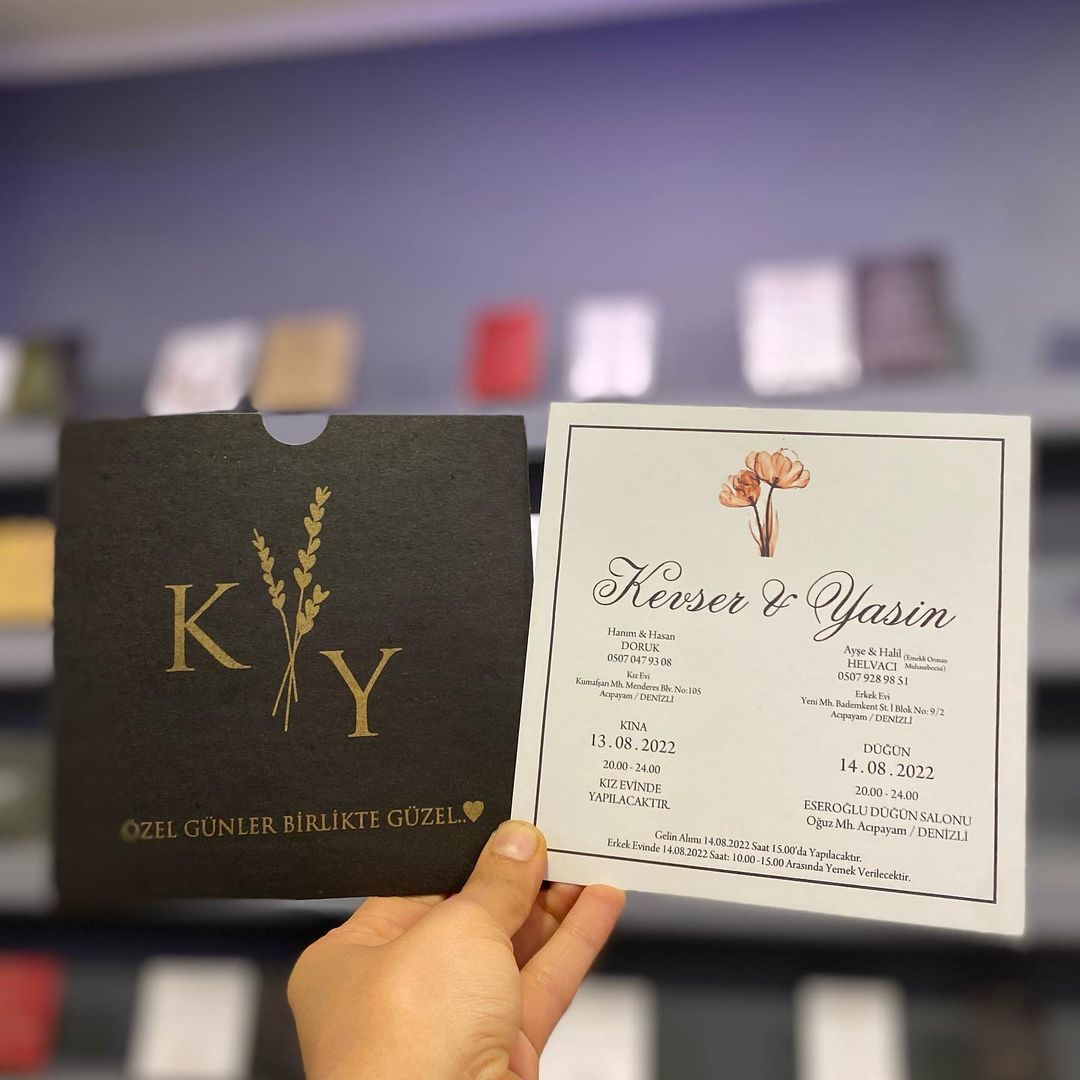 K Y
ÖZEL GÜNLER BİRLİKTE GÜZEL..
Kevser & Yasin
Hanım & Hasan
DORUK
0507 047 93 08
Kız Evi
Kumafşarı Mh. Menderes Blv. No:105
Acıpayam / DENİZLİ
KINA
13.08.2022
20.00 - 24.00
KIZ EVİNDE
YAPILACAKTIR.
Ayşe & Halil (Emekli Orman
HELVACI Muhasebecisi)
0507 928 98 51
Erkek Evi
Yeni Mh. Bademkent St. İ Blok No: 9/2
Acıpayam / DENİZLİ
DÜĞÜN
14.08.2022
20.00 - 24.00
ESEROĞLU DÜĞÜN SALONU
Oğuz Mh. Acıpayam / DENİZLİ
Gelin Alımı 14.08.2022 Saat 15.00'da Yapılacaktır.
Erkek Evinde 14.08.2022 Saat: 10.00 -15.00 Arasında Yemek Verilecektir.